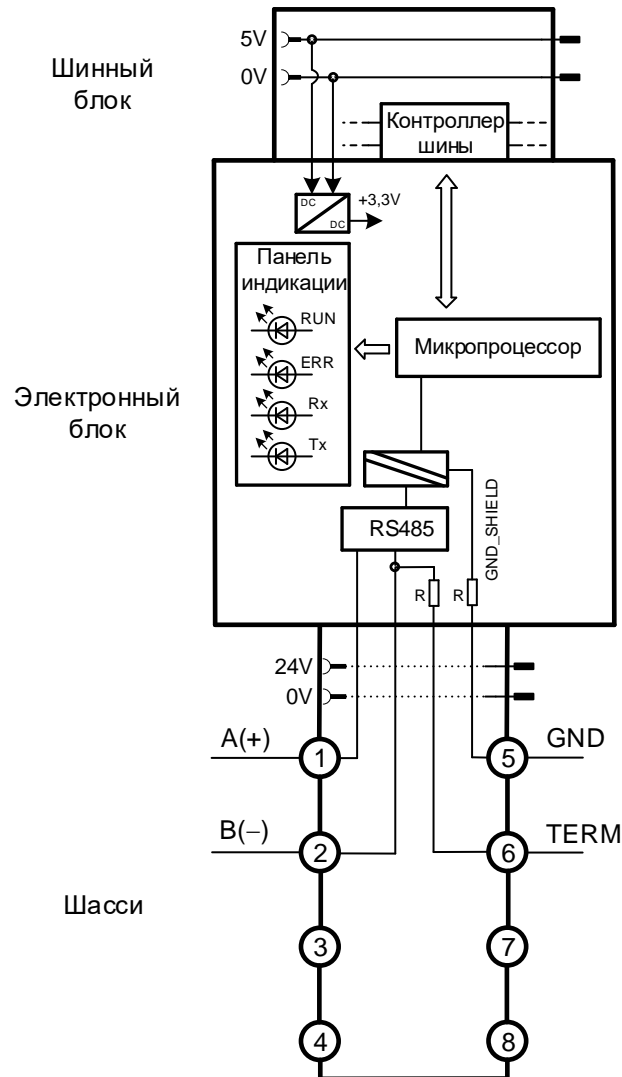 5V
Шинный
блок
0V
Контроллер
шины
DC
DC
+3,3V
Панель
индикации
RUN
ERR
Rx
Tx
Микропроцессор
Электронный
блок
GND_SHIELD
RS485
R
R
24V
0V
A(+)
1
5
GND
B(−)
2
6
TERM
Шасси
3
7
4
8